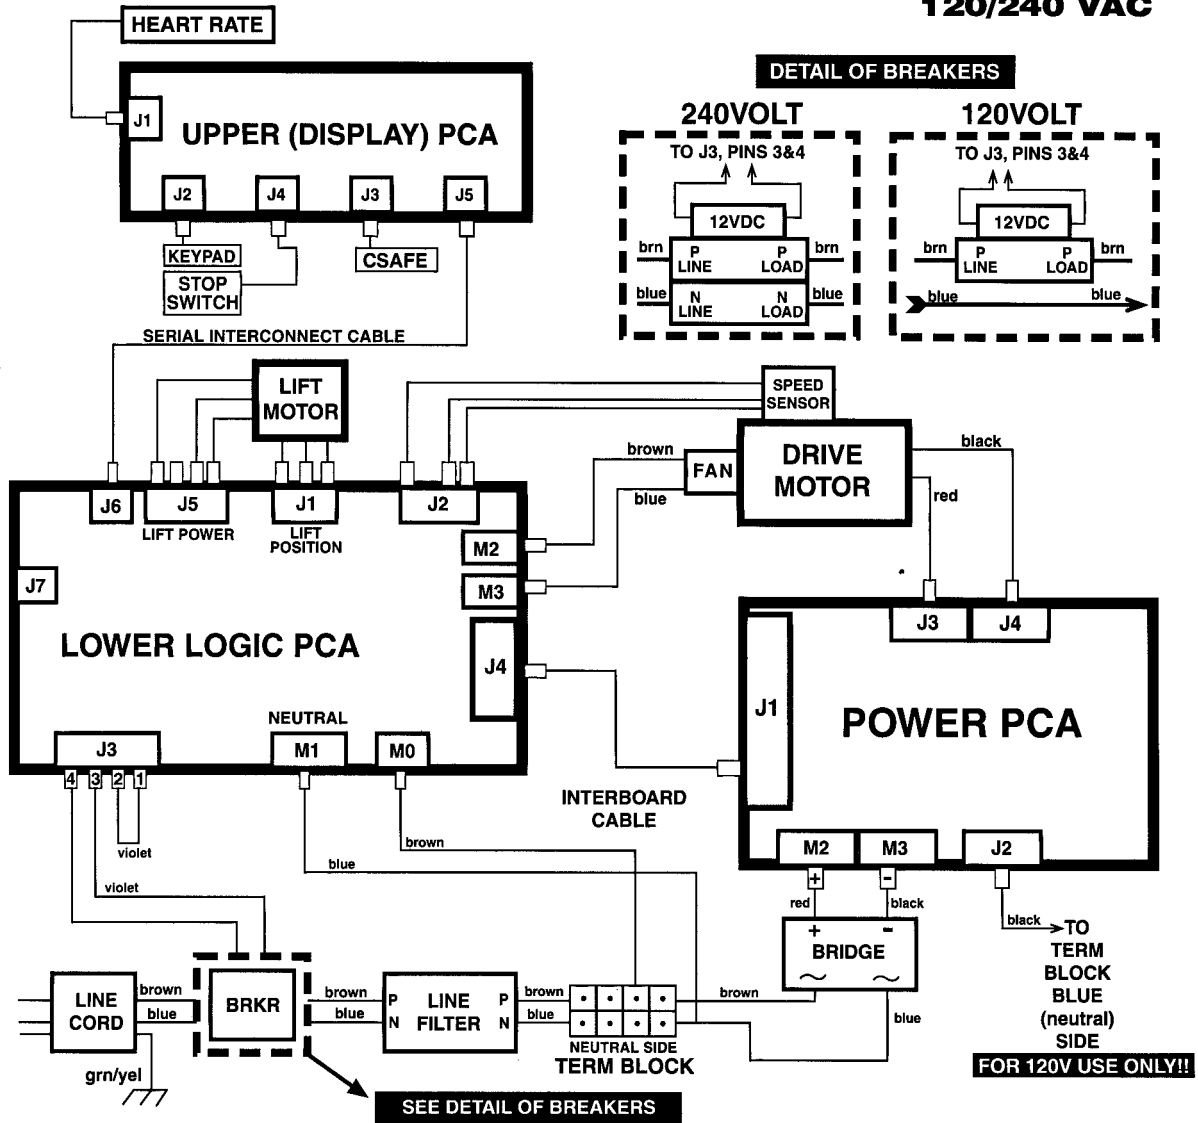 120/240 VAC
HEART RATE
J1
UPPER (DISPLAY) PCA
J2
J4
J3
J5
KEYPAD
STOP
SWITCH
CSAFE
SERIAL INTERCONNECT CABLE
DETAIL OF BREAKERS
240VOLT
TO J3, PINS 3&4
12VDC
brn
P
LINE
P
LOAD
brn
blue
N
LINE
N
LOAD
blue
120VOLT
TO J3, PINS 3&4
12VDC
brn
P
LINE
P
LOAD
brn
blue
blue
LIFT
MOTOR
SPEED
SENSOR
DRIVE
MOTOR
FAN
brown
blue
black
red
J6
J5
LIFT POWER
J1
LIFT
POSITION
J2
M2
M3
J7
J4
LOWER LOGIC PCA
NEUTRAL
J3
M1
M0
4
3
2
1
violet
violet
brown
blue
INTERBOARD
CABLE
J3
J4
J1
POWER PCA
M2
M3
J2
+
-
red
black
+
-
BRIDGE
black
TO
TERM
BLOCK
BLUE
(neutral)
SIDE
FOR 120V USE ONLY!!
LINE
CORD
brown
blue
grn/yel
BRKR
brown
blue
P
N
LINE
FILTER
P
N
brown
blue
NEUTRAL SIDE
TERM BLOCK
brown
blue
SEE DETAIL OF BREAKERS